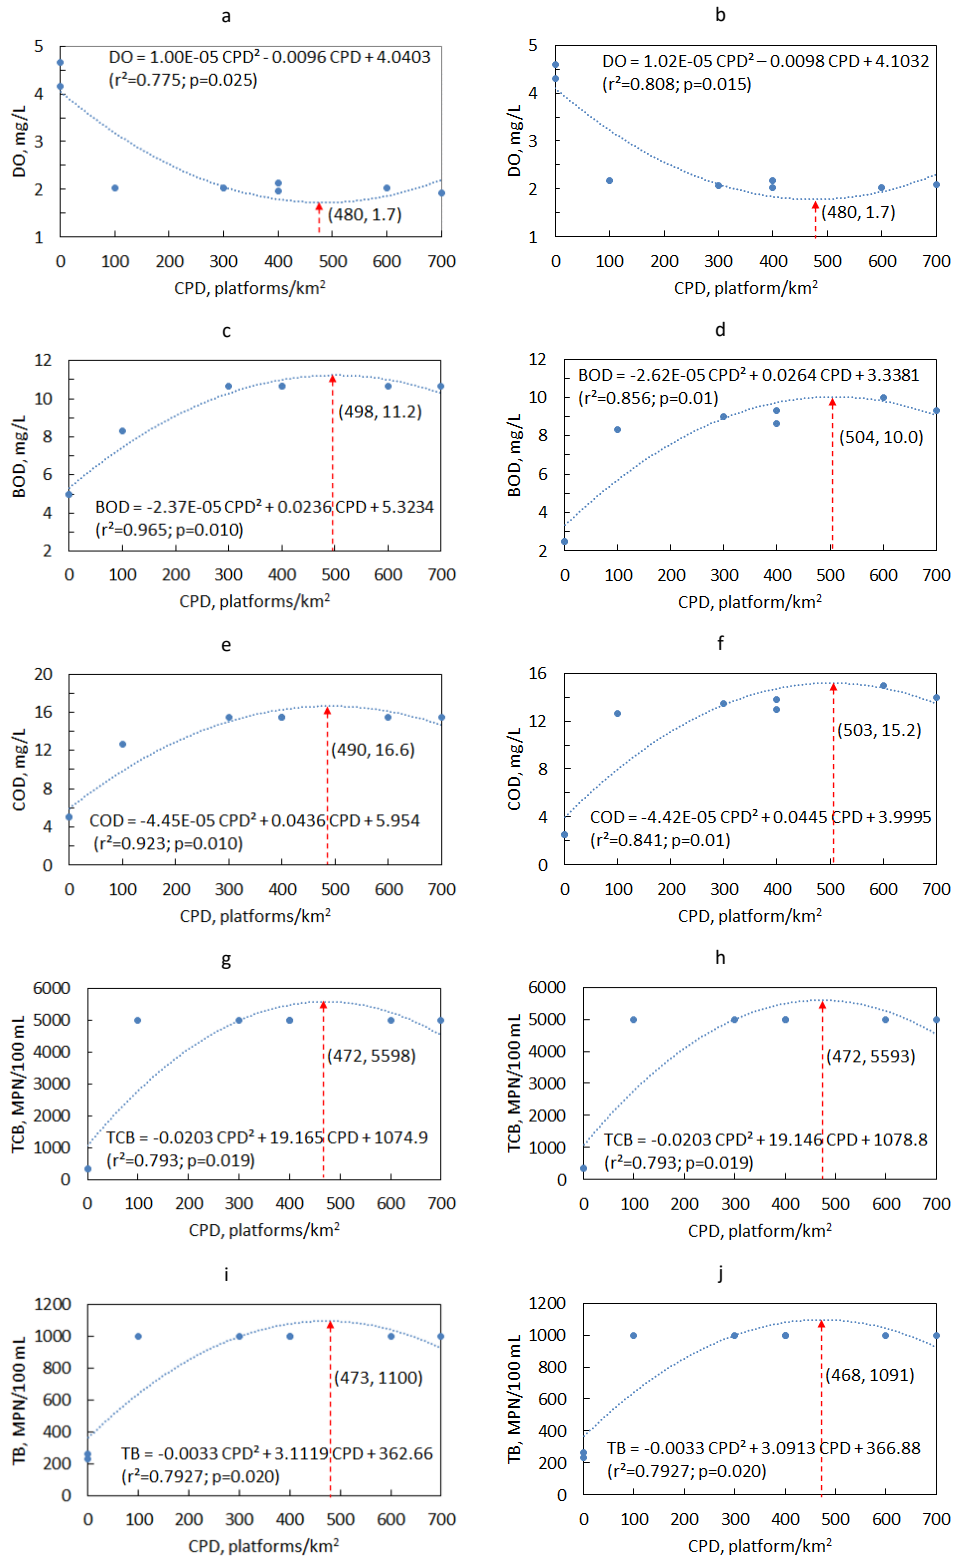 a
DO = 1.00E-05 CPD² - 0.0096 CPD + 4.0403
(r²=0.775; p=0.025)
5
4
3
2
1
DO, mg/L
(480, 1.7)
0 100 200 300 400 500 600 700
CPD, platforms/km²
b
DO = 1.02E-05 CPD² – 0.0098 CPD + 4.1032
(r²=0.808; p=0.015)
5
4
3
2
1
DO, mg/L
(480, 1.7)
0 100 200 300 400 500 600 700
CPD, platform/km²
c
12
10
8
6
4
2
BOD, mg/L
(498, 11.2)
BOD = -2.37E-05 CPD² + 0.0236 CPD + 5.3234
(r²=0.965; p=0.010)
0 100 200 300 400 500 600 700
CPD, platforms/km²
d
BOD = -2.62E-05 CPD² + 0.0264 CPD + 3.3381
(r²=0.856; p=0.01)
12
10
8
6
4
2
BOD, mg/L
(504, 10.0)
0 100 200 300 400 500 600 700
CPD, platform/km²
e
20
16
12
8
4
0
COD, mg/L
(490, 16.6)
COD = -4.45E-05 CPD² + 0.0436 CPD + 5.954
(r²=0.923; p=0.010)
0 100 200 300 400 500 600 700
CPD, platforms/km²
f
16
12
8
4
0
COD, mg/L
(503, 15.2)
COD = -4.42E-05 CPD² + 0.0445 CPD + 3.9995
(r²=0.841; p=0.01)
0 100 200 300 400 500 600 700
CPD, platform/km²
g
6000
5000
4000
3000
2000
1000
0
TCB, MPN/100 mL
(472, 5598)
TCB = -0.0203 CPD² + 19.165 CPD + 1074.9
(r²=0.793; p=0.019)
0 100 200 300 400 500 600 700
CPD, platforms/km²
h
6000
5000
4000
3000
2000
1000
0
TCB, MPN/100 mL
(472, 5593)
TCB = -0.0203 CPD² + 19.146 CPD + 1078.8
(r²=0.793; p=0.019)
0 100 200 300 400 500 600 700
CPD, platform/km²
i
1200
1000
800
600
400
200
0
TB, MPN/100 mL
(473, 1100)
TB = -0.0033 CPD² + 3.1119 CPD + 362.66
(r²=0.7927; p=0.020)
0 100 200 300 400 500 600 700
CPD, platforms/km²
j
1200
1000
800
600
400
200
0
TB, MPN/100 mL
(468, 1091)
TB = -0.0033 CPD² + 3.0913 CPD + 366.88
(r²=0.7927; p=0.020)
0 100 200 300 400 500 600 700
CPD, platform/km²